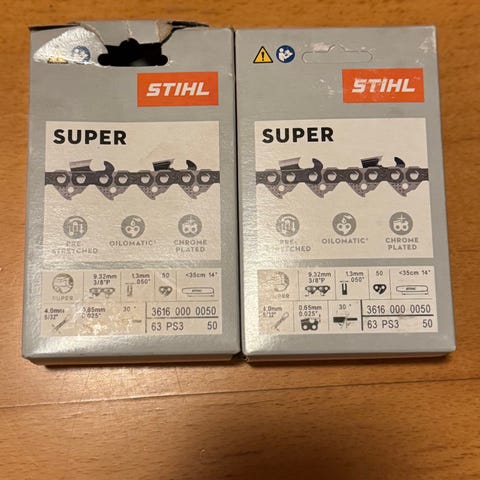 STIHL
SUPER
PRE-
STRETCHED
OILOMATIC®
CHROME
PLATED
SUPER
9.32mm
3/8"P
1.3mm
.050"
50
<35cm 14"
4.0mm
5/32"
0.65mm
0.025"
30 °
3616 000 0050
63 PS3 50
STIHL
SUPER
PRE-
STRETCHED
OILOMATIC®
CHROME
PLATED
9.32mm
3/8"P
1.3mm
.050"
50
<35cm 14"
4.0mm
5/32"
0.65mm
0.025"
30 °
3616 000 0050
63 PS3 50